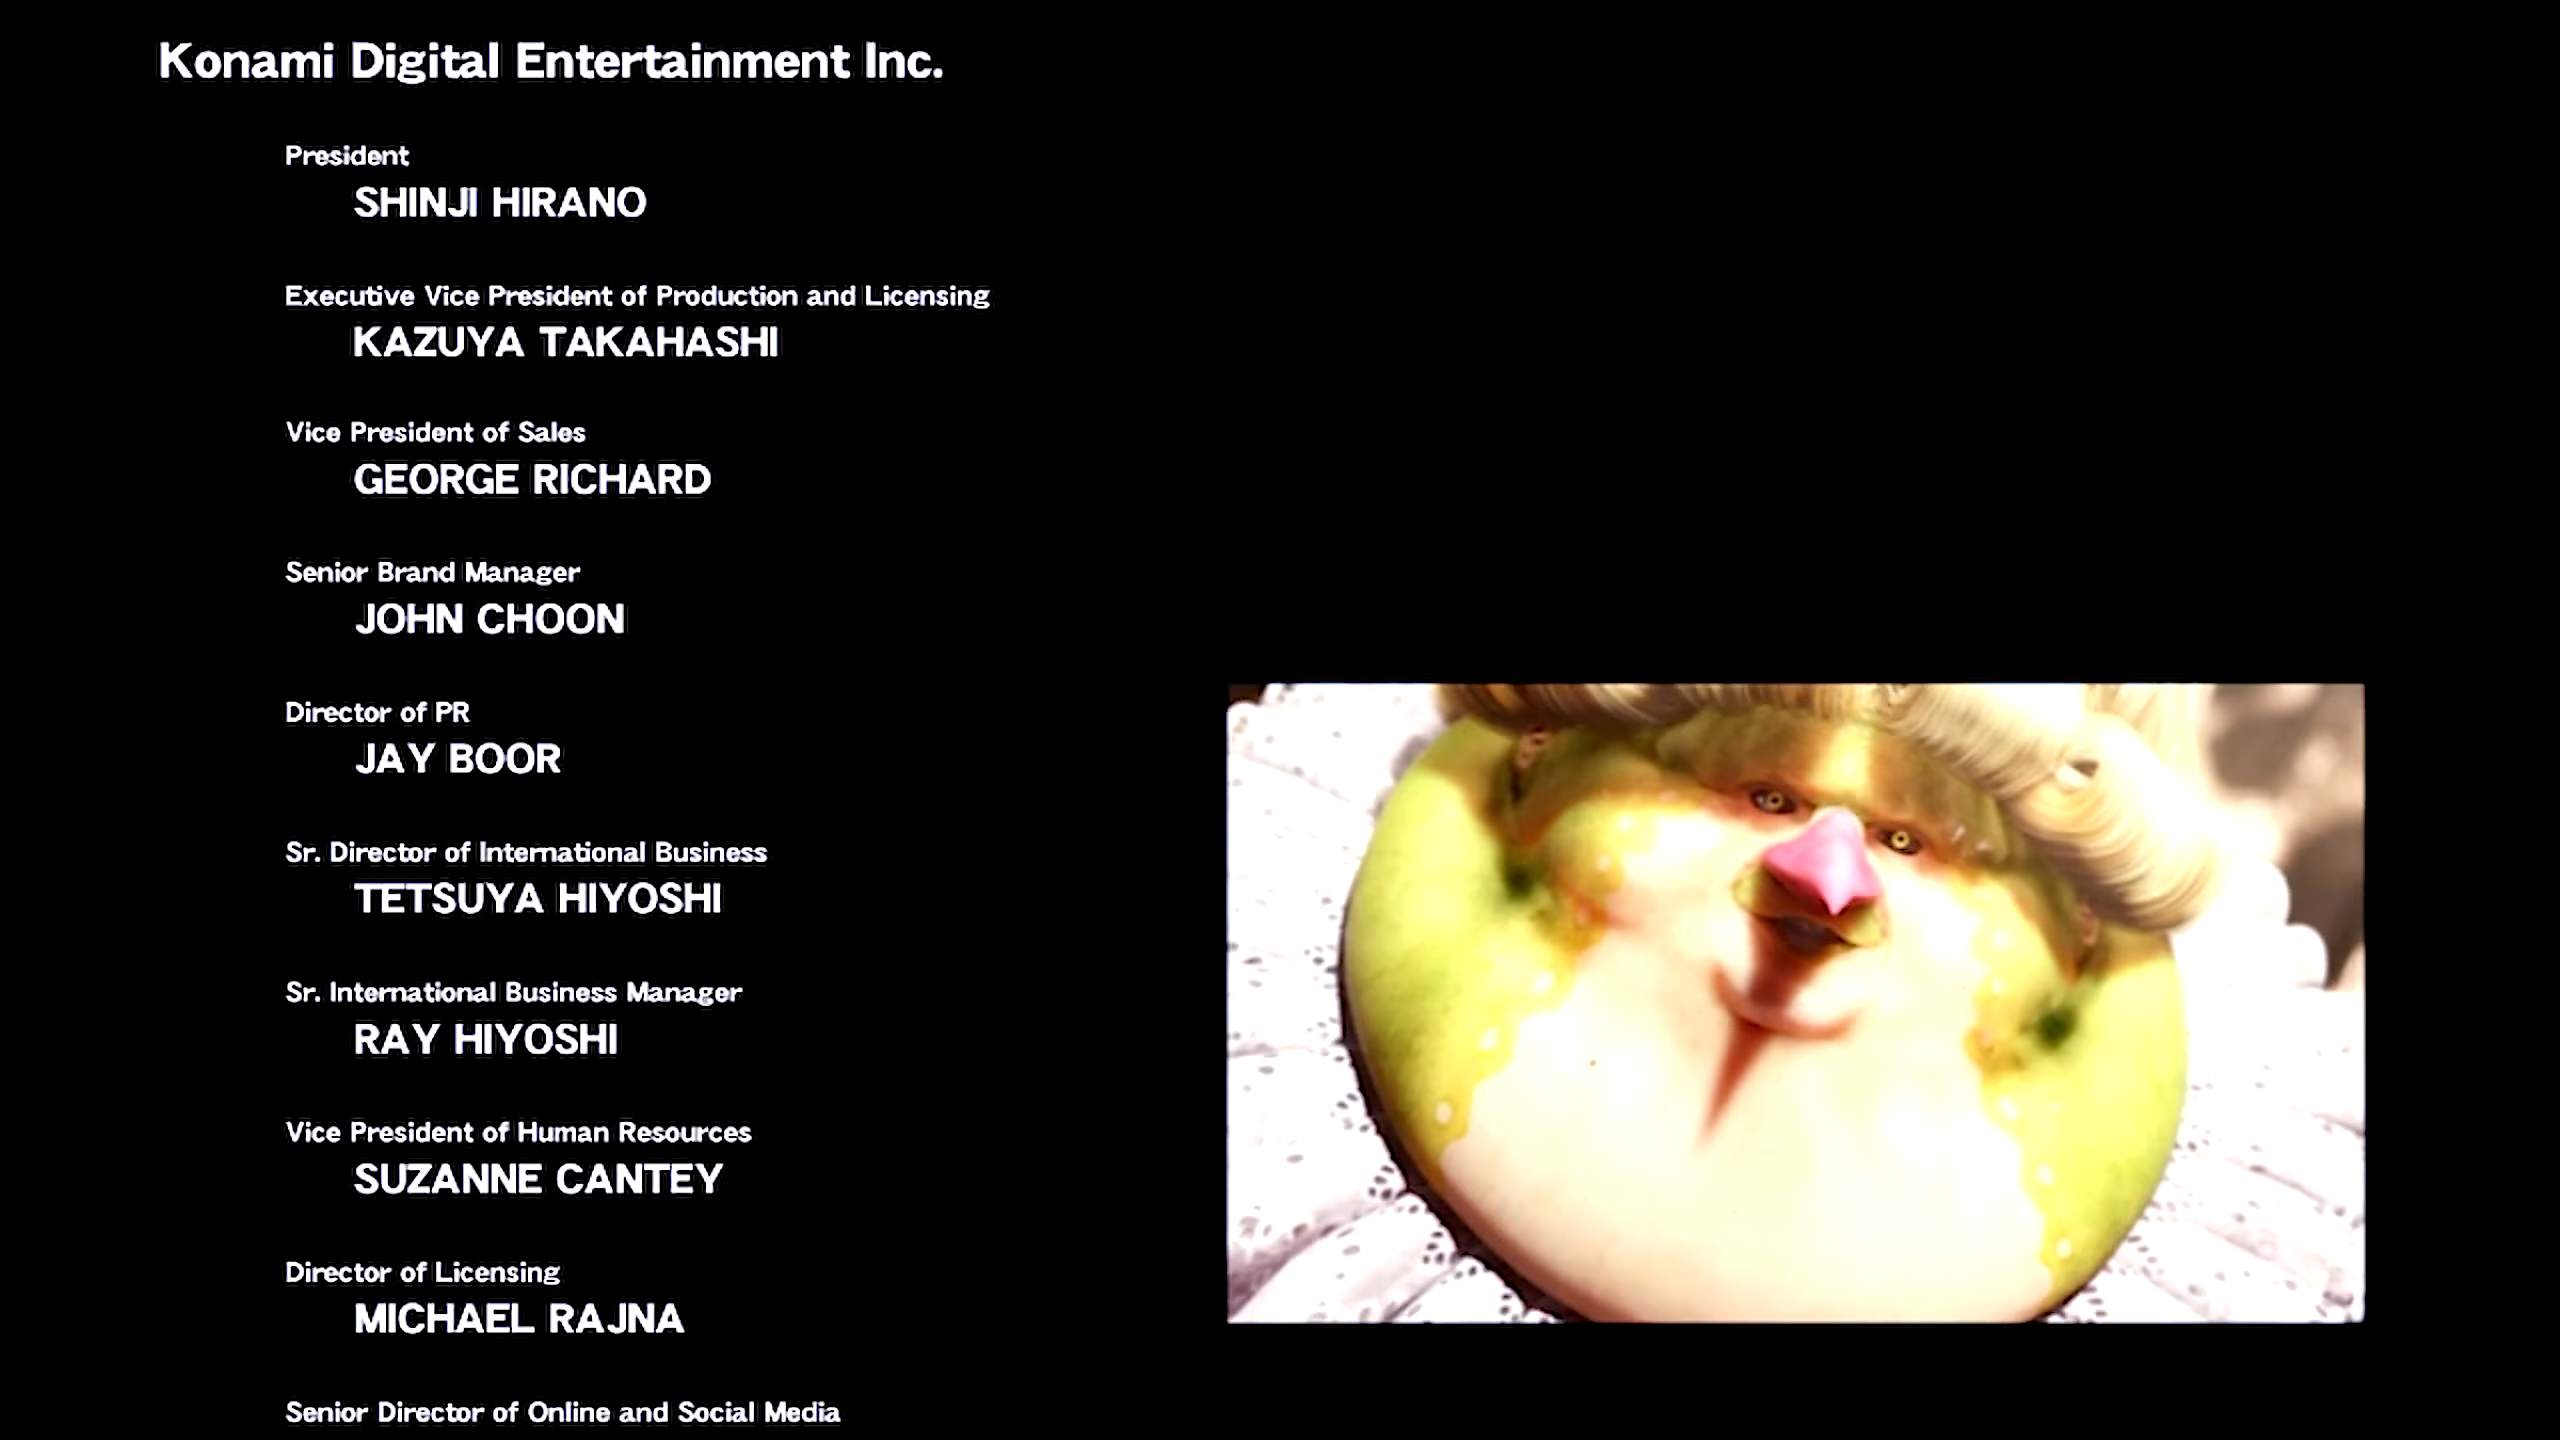 Konami Digital Entertainment Inc.
President
SHINJI HIRANO
Executive Vice President of Production and Licensing
KAZUYA TAKAHASHI
Vice President of Sales
GEORGE RICHARD
Senior Brand Manager
JOHN CHOON
Director of PR
JAY BOOR
Sr. Director of International Business
TETSUYA HIYOSHI
Sr. International Business Manager
RAY HIYOSHI
Vice President of Human Resources
SUZANNE CANTEY
Director of Licensing
MICHAEL RAJNA
Senior Director of Online and Social Media